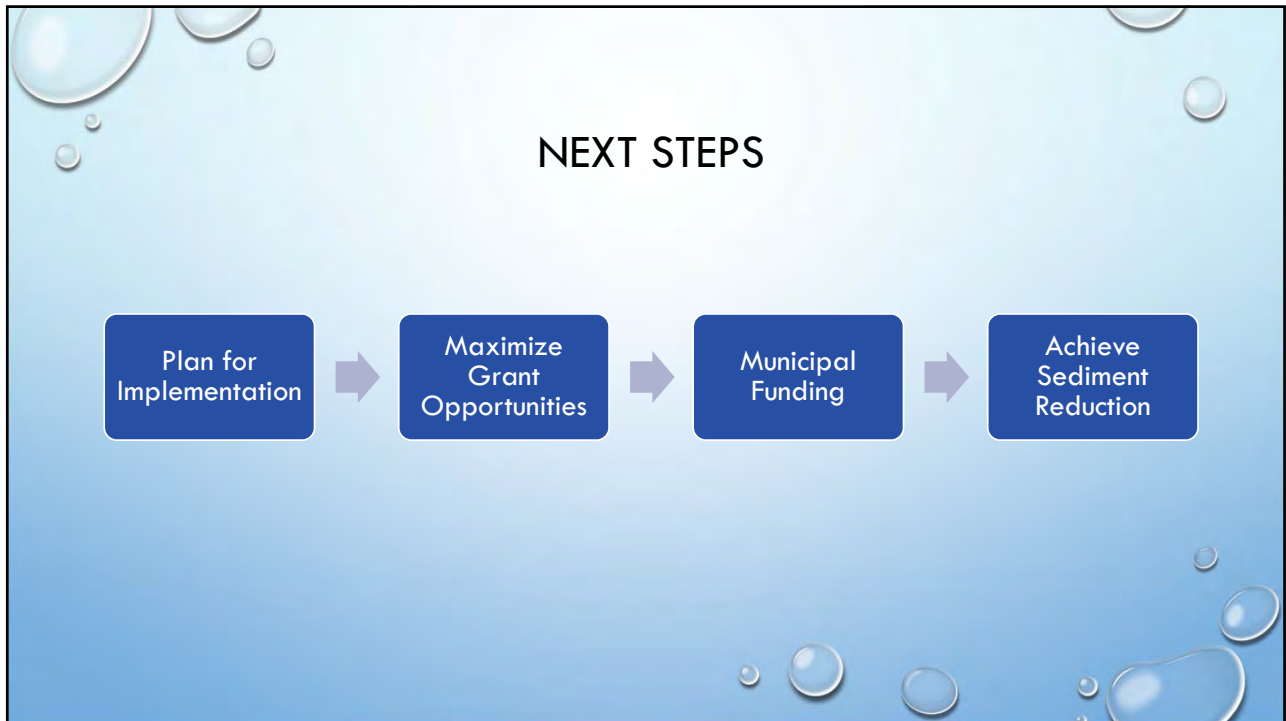 NEXT STEPS
Plan for
Implementation
Maximize
Grant
Opportunities
Municipal
Funding
Achieve
Sediment
Reduction